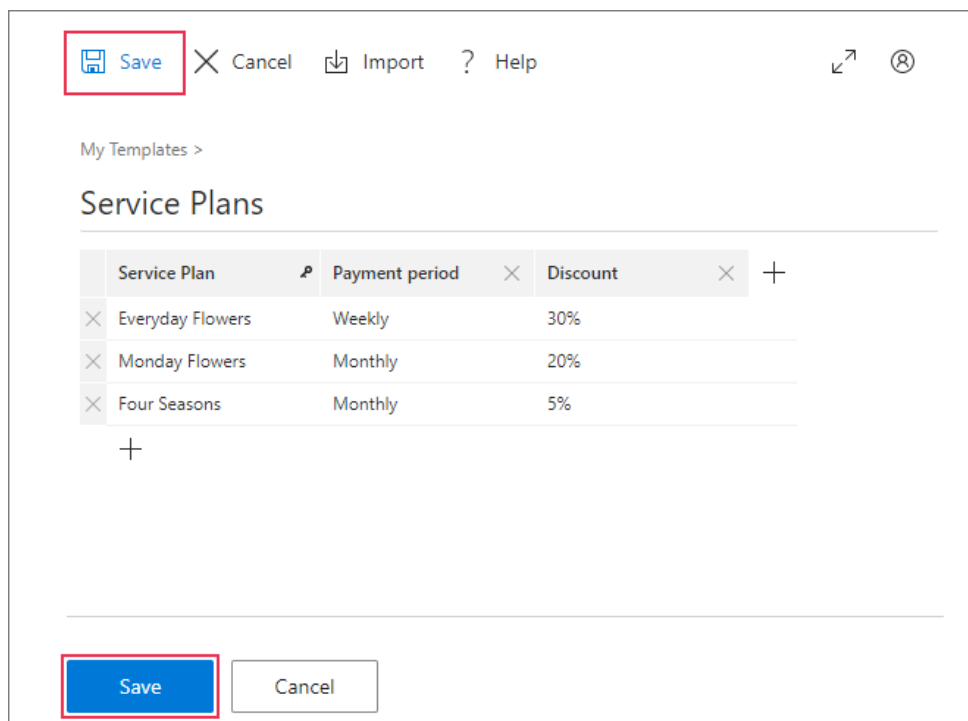 Save Cancel Import ? Help
My Templates >
Service Plans
Service Plan Payment period Discount
Everyday Flowers Weekly 30%
Monday Flowers Monthly 20%
Four Seasons Monthly 5%
Save Cancel